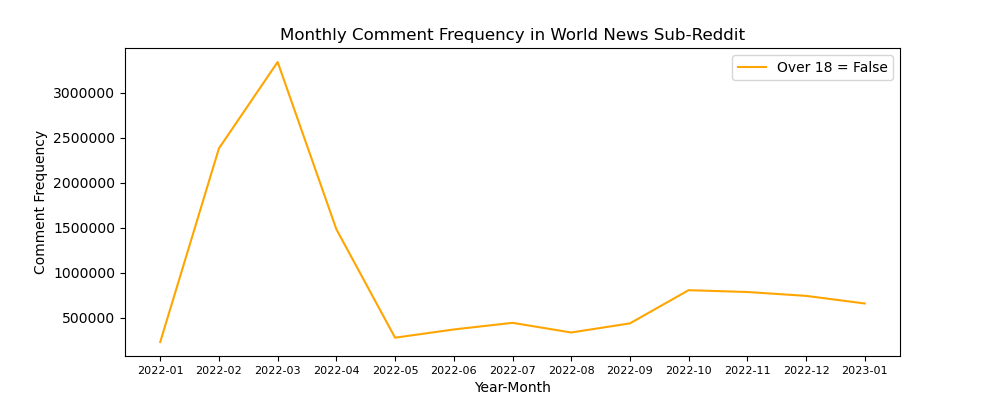 Monthly Comment Frequency in World News Sub-Reddit
Over 18 = False
3000000
2500000
2000000
1500000
1000000
500000
Comment Frequency
2022-01 2022-02 2022-03 2022-04 2022-05 2022-06 2022-07 2022-08 2022-09 2022-10 2022-11 2022-12 2023-01
Year-Month